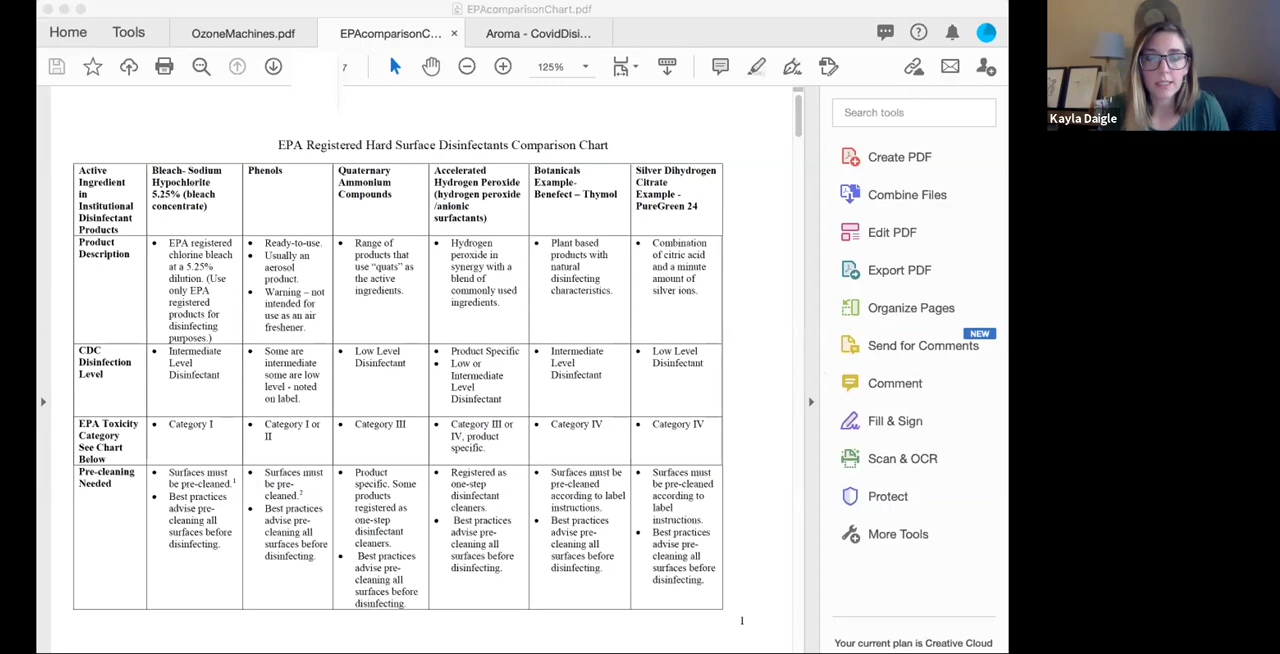 EPAcomparisonChart.pdf
Home
Tools
OzoneMachines.pdf
EPAcomparisonC... ×
Aroma - CovidDisi...
7
125%
Kayla Daigle
EPA Registered Hard Surface Disinfectants Comparison Chart
Active
Ingredient
in
Institutional
Disinfectant
Products
Bleach- Sodium
Hypochlorite
5.25% (bleach
concentrate)
Phenols
Quaternary
Ammonium
Compounds
Accelerated
Hydrogen Peroxide
(hydrogen peroxide
/anionic
surfactants)
Botanicals
Example-
Benefect – Thymol
Silver Dihydrogen
Citrate
Example -
PureGreen 24
Product
Description
• EPA registered
chlorine bleach
at a 5.25%
dilution. (Use
only EPA
registered
products for
disinfecting
purposes.)
• Ready-to-use.
• Usually an
aerosol
product.
• Warning – not
intended for
use as an air
freshener.
• Range of
products that
use “quats” as
the active
ingredients.
• Hydrogen
peroxide in
synergy with a
blend of
commonly used
ingredients.
• Plant based
products with
natural
disinfecting
characteristics.
• Combination
of citric acid
and a minute
amount of
silver ions.
CDC
Disinfection
Level
• Intermediate
Level
Disinfectant
• Some are
intermediate
some are low
level - noted
on label.
• Low Level
Disinfectant
• Product Specific
• Low or
Intermediate
Level
Disinfectant
• Intermediate
Level
Disinfectant
• Low Level
Disinfectant
EPA Toxicity
Category
See Chart
Below
• Category I
• Category I or
II
• Category III
• Category III or
IV, product
specific.
• Category IV
• Category IV
Pre-cleaning
Needed
• Surfaces must
be pre-cleaned.1
• Best practices
advise pre-
cleaning all
surfaces before
disinfecting.
• Surfaces must
be pre-
cleaned.2
• Best practices
advise pre-
cleaning all
surfaces before
disinfecting.
• Product
specific. Some
products
registered as
one-step
disinfectant
cleaners.
• Best practices
advise pre-
cleaning all
surfaces before
disinfecting.
• Registered as
one-step
disinfectant
cleaners.
• Best practices
advise pre-
cleaning all
surfaces before
disinfecting.
• Surfaces must be
pre-cleaned
according to label
instructions.
• Best practices
advise pre-
cleaning all
surfaces before
disinfecting.
• Surfaces must
be pre-cleaned
according to
label
instructions.
• Best practices
advise pre-
cleaning all
surfaces before
disinfecting.
1
Search tools
Create PDF
Combine Files
Edit PDF
Export PDF
Organize Pages
NEW
Send for Comments
Comment
Fill & Sign
Scan & OCR
Protect
More Tools
Your current plan is Creative Cloud